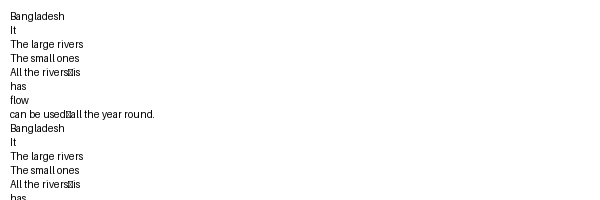 Bangladesh
It
The large rivers
The small ones
All the rivers▯is
has
flow
can be used▯all the year round.
Bangladesh
It
The large rivers
The small ones
All the rivers▯is
has